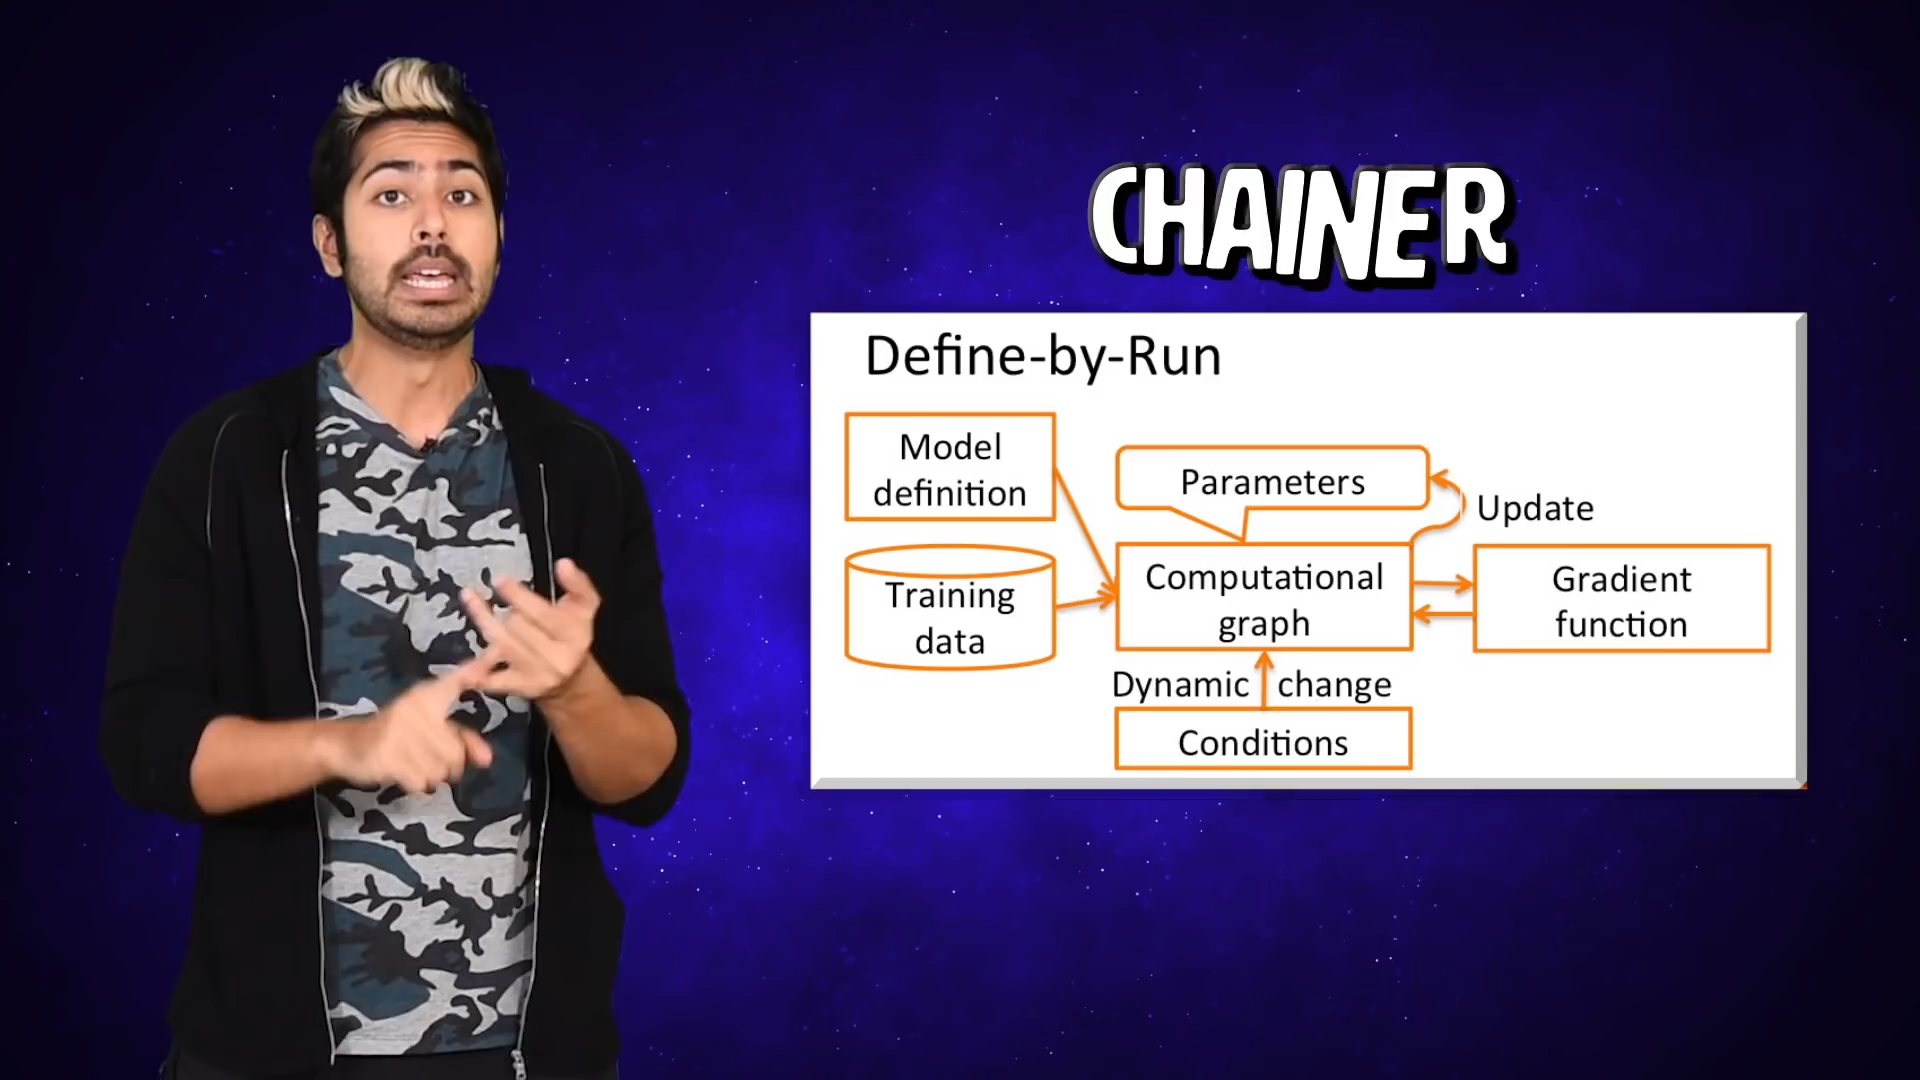 CHAINER
Define-by-Run
Model
definition
Parameters
Update
Training
data
Computational
graph
Gradient
function
Dynamic change
Conditions